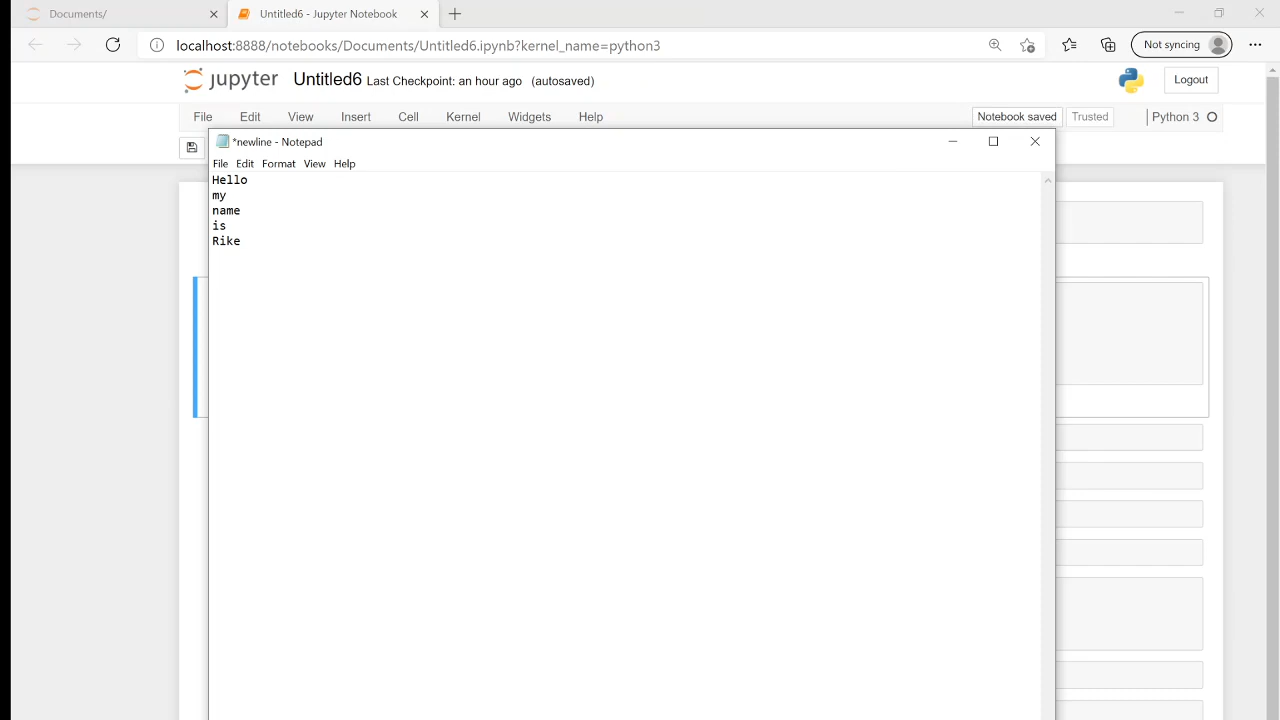 Documents/
Untitled6 - Jupyter Notebook
localhost:8888/notebooks/Documents/Untitled6.ipynb?kernel_name=python3
Not syncing
jupyter Untitled6 Last Checkpoint: an hour ago (autosaved)
Logout
File Edit View Insert Cell Kernel Widgets Help
Notebook saved Trusted Python 3
*newline - Notepad
File Edit Format View Help
Hello
my
name
is
Rike